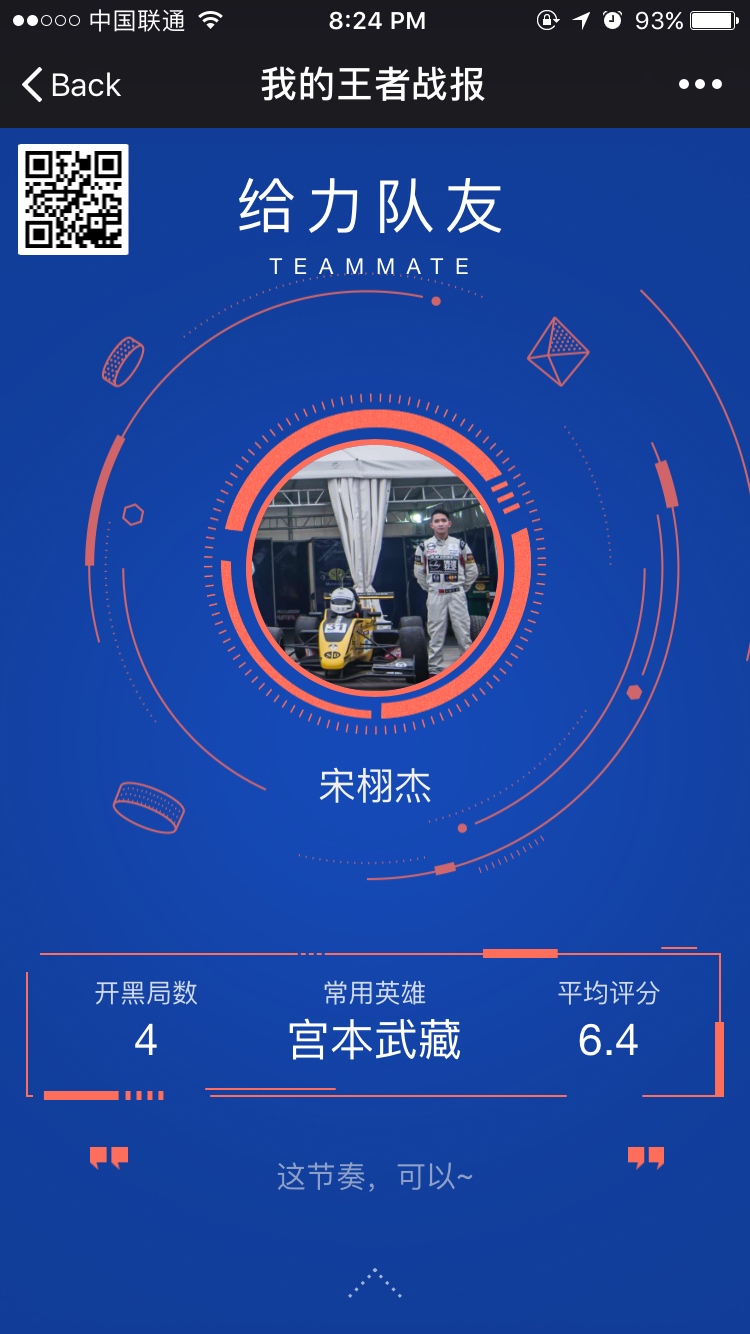 中国联通 8:24 PM 93%
Back 我的王者战报
给力队友
TEAMMATE
31
宋栩杰
开黑局数 常用英雄 平均评分
4 宫本武藏 6.4
这节奏，可以~